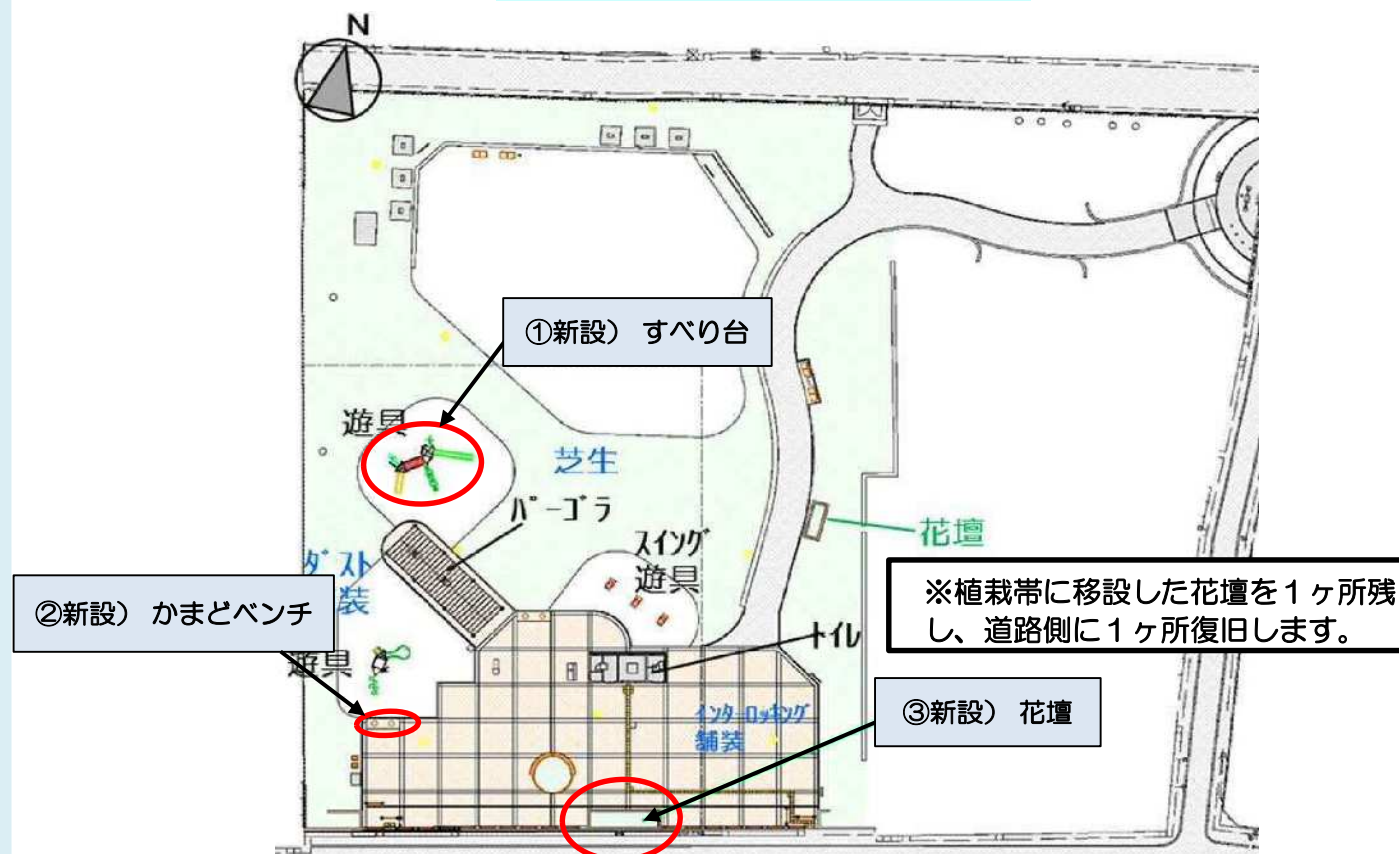 N
①新設） すべり台
遊具
芝生
パーゴラ
スイング
遊具
花壇
ダスト
装
②新設） かまどベンチ
※植栽帯に移設した花壇を１ヶ所残
し、道路側に１ヶ所復旧します。
トイレ
遊具
インターロッキング
舗装
③新設） 花壇